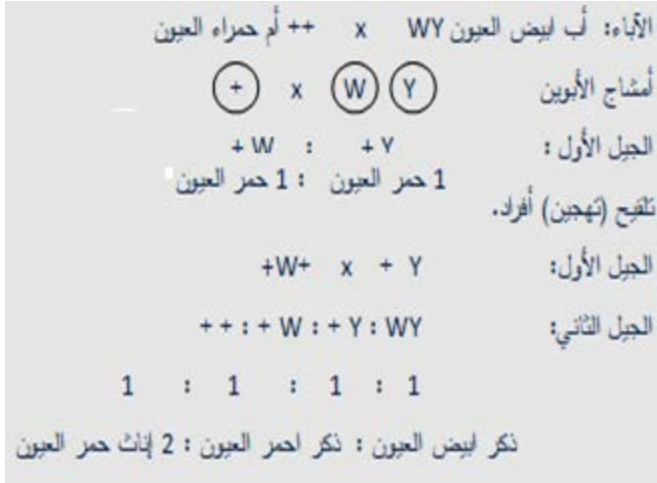 الآباء: أب ابيض العيون WY x ++ أم حمراء العيون
أمشاج الأبوين Y W x +
الجيل الأول : + Y : + W
1 حمر العيون : 1 حمر العيون
تلقيح (تهجين) أفراد.
الجيل الأول: +W+ x + Y
الجيل الثاني: + + : + W : + Y : WY
1 : 1 : 1 : 1
ذكر ابيض العيون : ذكر احمر العيون : 2 إناث حمر العيون